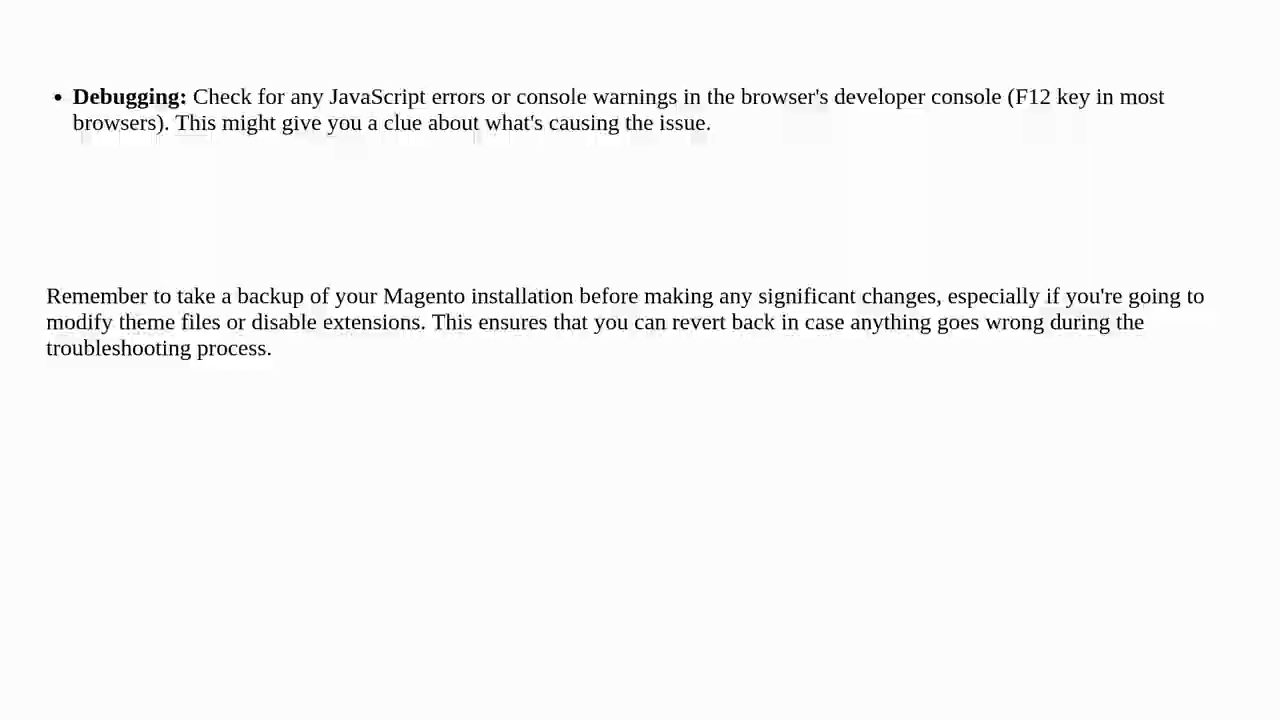 • Debugging: Check for any JavaScript errors or console warnings in the browser's developer console (F12 key in most
browsers). This might give you a clue about what's causing the issue.
Remember to take a backup of your Magento installation before making any significant changes, especially if you're going to
modify theme files or disable extensions. This ensures that you can revert back in case anything goes wrong during the
troubleshooting process.